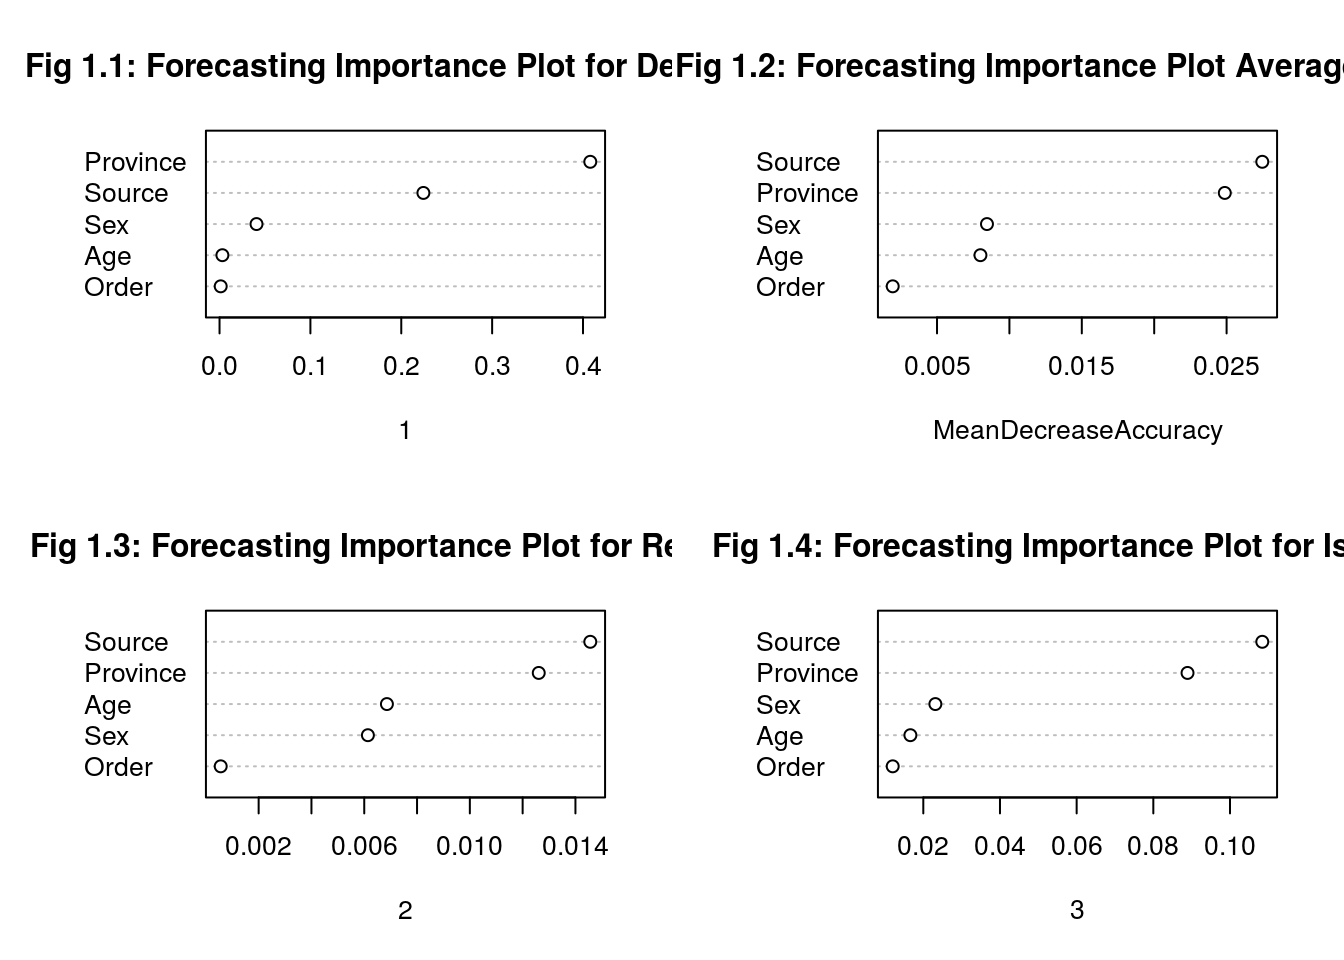 Fig 1.1: Forecasting Importance Plot for De
Province
Source
Sex
Age
Order
0.0 0.1 0.2 0.3 0.4
1
Fig 1.2: Forecasting Importance Plot Average
Source
Province
Sex
Age
Order
0.005 0.015 0.025
MeanDecreaseAccuracy
Fig 1.3: Forecasting Importance Plot for Re
Source
Province
Age
Sex
Order
0.002 0.006 0.010 0.014
2
Fig 1.4: Forecasting Importance Plot for Is
Source
Province
Sex
Age
Order
0.02 0.04 0.06 0.08 0.10
3